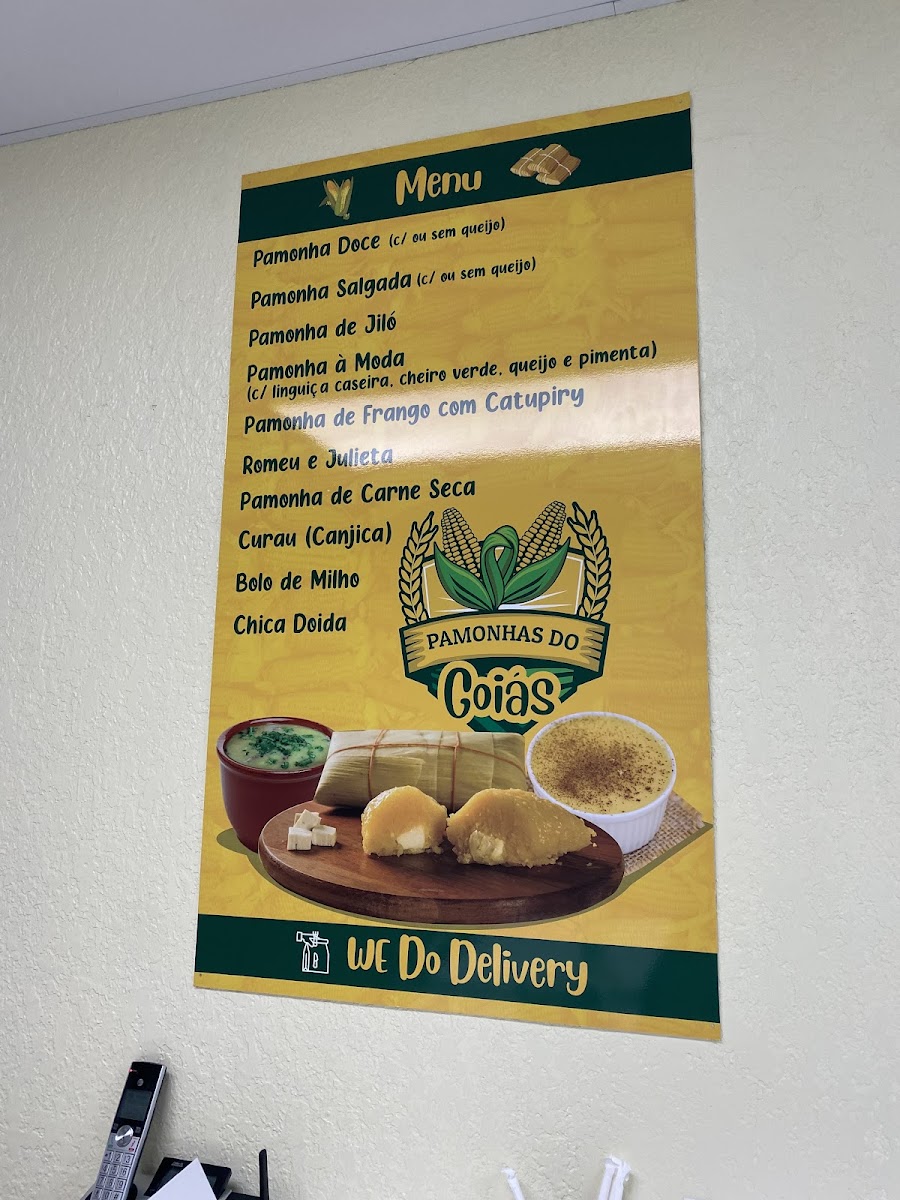 Menu
Pamonha Doce (c/ ou sem queijo)
Pamonha Salgada (c/ ou sem queijo)
Pamonha de Jiló
Pamonha à Moda
(c/ linguiça caseira, cheiro verde, queijo e pimenta)
Pamonha de Frango com Catupiry
Romeu e Julieta
Pamonha de Carne Seca
Curau (Canjica)
Bolo de Milho
Chica Doida
PAMONHAS DO
Goiás
WE Do Delivery